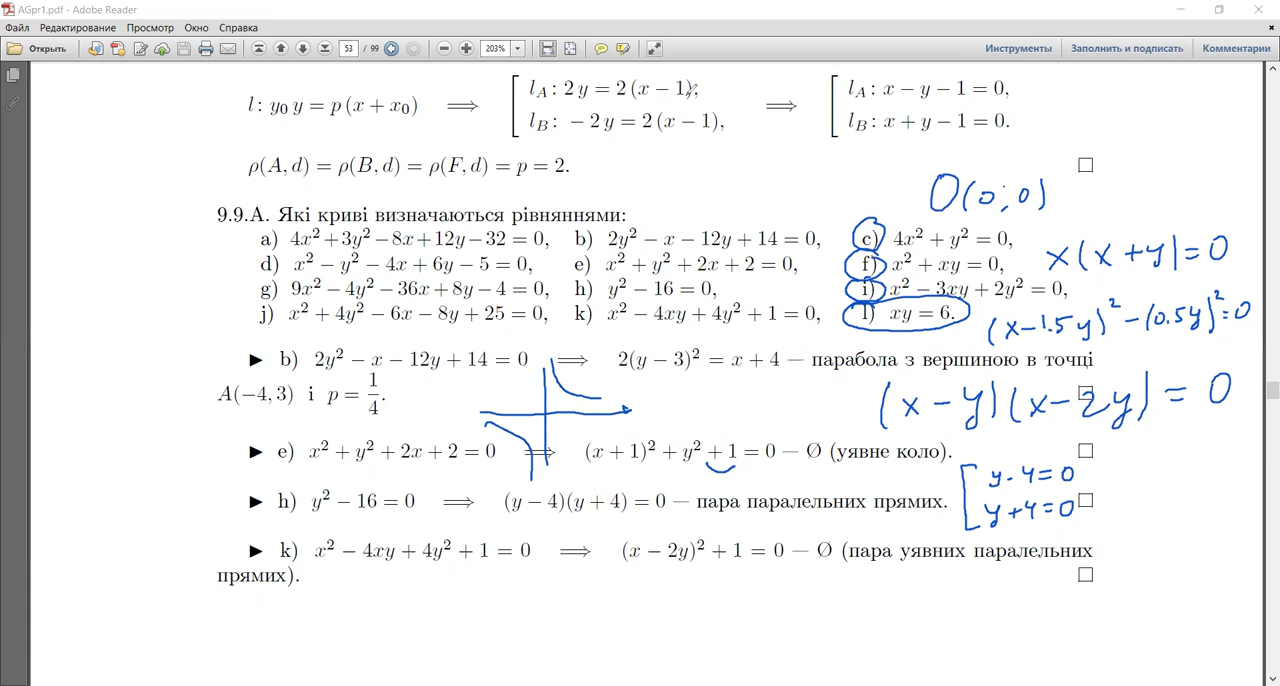 AGpr1.pdf - Adobe Reader
Файл Редактирование Просмотр Окно Справка
Открыть 53 / 99 203% Инструменты Заполнить и подписать Комментарии
l : y₀ y = p (x + x₀) ⟹ [ l_A : 2 y = 2 (x − 1), ⟹ [ l_A : x − y − 1 = 0,
l_B : − 2 y = 2 (x − 1), l_B : x + y − 1 = 0.
ρ(A, d) = ρ(B, d) = ρ(F, d) = p = 2. □
O(0; 0)
9.9.A. Які криві визначаються рівняннями:
a) 4x² + 3y² − 8x + 12y − 32 = 0, b) 2y² − x − 12y + 14 = 0, c) 4x² + y² = 0,
d) x² − y² − 4x + 6y − 5 = 0, e) x² + y² + 2x + 2 = 0, f) x² + xy = 0, x(x+y)=0
g) 9x² − 4y² − 36x + 8y − 4 = 0, h) y² − 16 = 0, i) x² − 3xy + 2y² = 0,
j) x² + 4y² − 6x − 8y + 25 = 0, k) x² − 4xy + 4y² + 1 = 0, l) xy = 6.
(x−1.5y)² − (0.5y)² = 0
► b) 2y² − x − 12y + 14 = 0 ⟹ 2(y − 3)² = x + 4 — парабола з вершиною в точці
A(−4, 3) і p = 1/4. □
(x − y)(x − 2y) = 0
► e) x² + y² + 2x + 2 = 0 ⟹ (x + 1)² + y² + 1 = 0 — Ø (уявне коло). □
y - 4 = 0
► h) y² − 16 = 0 ⟹ (y − 4)(y + 4) = 0 — пара паралельних прямих. □
y + 4 = 0
► k) x² − 4xy + 4y² + 1 = 0 ⟹ (x − 2y)² + 1 = 0 — Ø (пара уявних паралельних
прямих). □